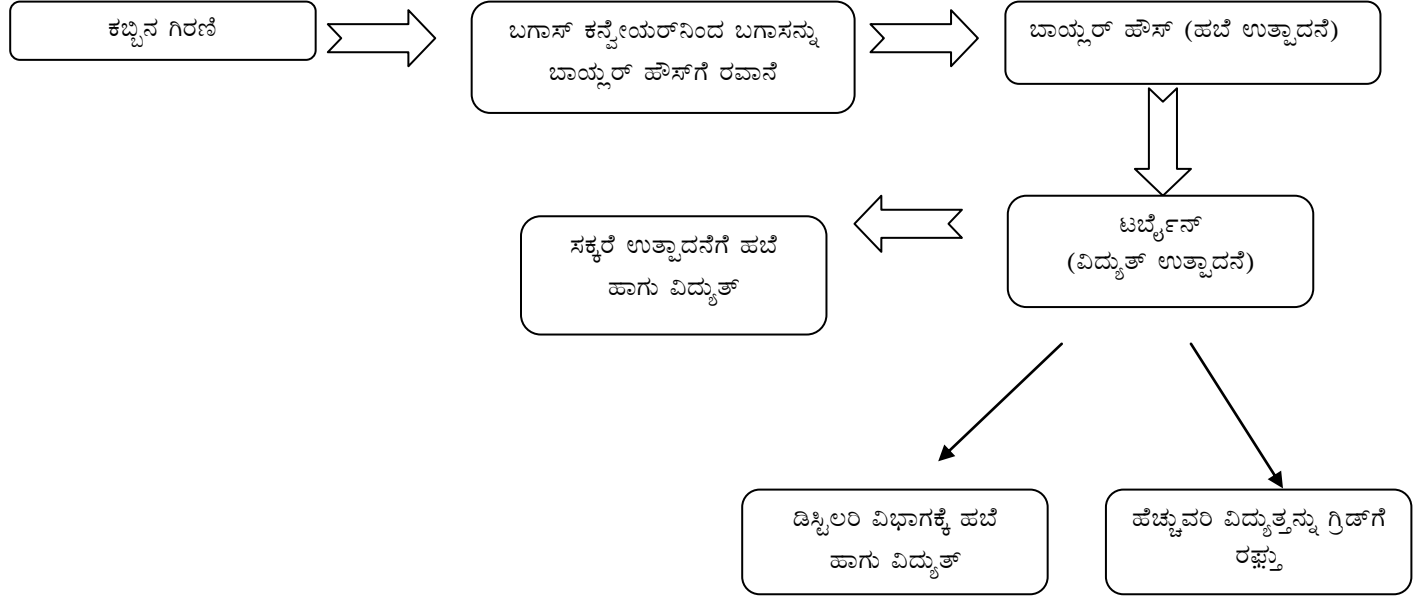 ಕಬ್ಬಿನ ಗಿರಣಿ
ಬಗಾಸ್ ಕನ್ವೇಯರ್‌ನಿಂದ ಬಗಾಸನ್ನು
ಬಾಯ್ಲರ್ ಹೌಸ್‌ಗೆ ರವಾನೆ
ಬಾಯ್ಲರ್ ಹೌಸ್ (ಹಬೆ ಉತ್ಪಾದನೆ)
ಟರ್ಬೈನ್
(ವಿದ್ಯುತ್ ಉತ್ಪಾದನೆ)
ಸಕ್ಕರೆ ಉತ್ಪಾದನೆಗೆ ಹಬೆ
ಹಾಗು ವಿದ್ಯುತ್
ಡಿಸ್ಟಿಲರಿ ವಿಭಾಗಕ್ಕೆ ಹಬೆ
ಹಾಗು ವಿದ್ಯುತ್
ಹೆಚ್ಚುವರಿ ವಿದ್ಯುತ್ತನ್ನು ಗ್ರಿಡ್‌ಗೆ
ರಫ್ತು